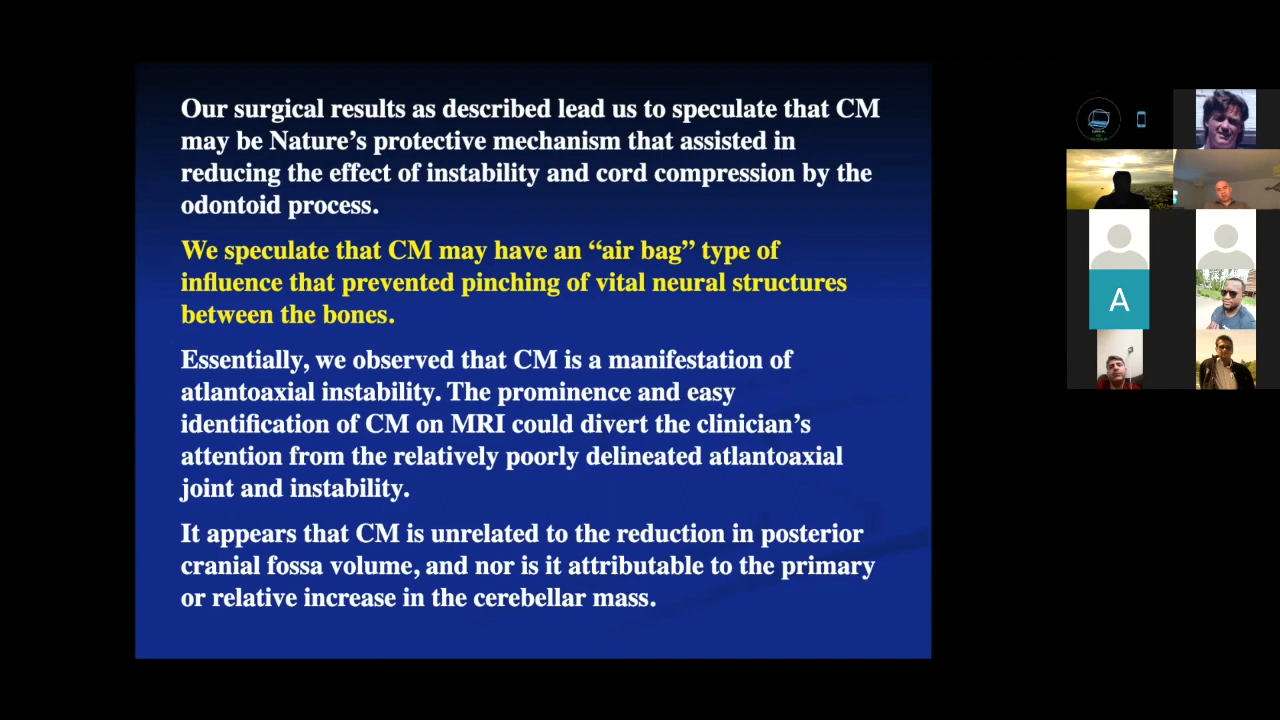 Our surgical results as described lead us to speculate that CM
may be Nature’s protective mechanism that assisted in
reducing the effect of instability and cord compression by the
odontoid process.
We speculate that CM may have an “air bag” type of
influence that prevented pinching of vital neural structures
between the bones.
Essentially, we observed that CM is a manifestation of
atlantoaxial instability. The prominence and easy
identification of CM on MRI could divert the clinician’s
attention from the relatively poorly delineated atlantoaxial
joint and instability.
It appears that CM is unrelated to the reduction in posterior
cranial fossa volume, and nor is it attributable to the primary
or relative increase in the cerebellar mass.
A